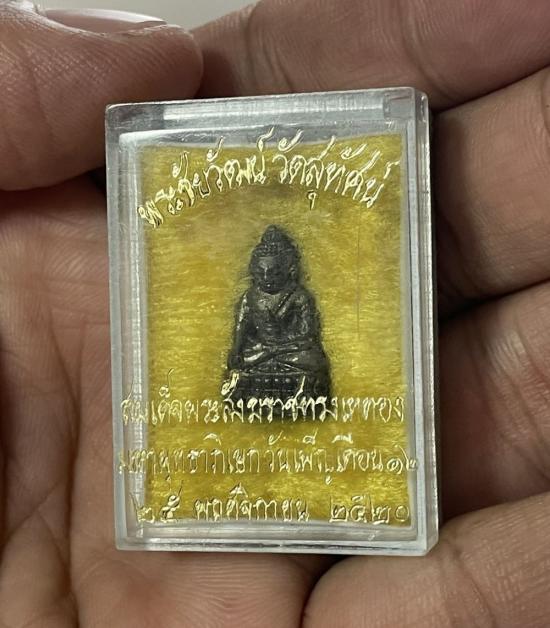 พระชัยวัฒน์ วัดสุทัศน์
สมเด็จพระสังฆราชทรงเททอง
มหาพุทธาภิเษก วันเพ็ญเดือน ๑๒
๒๕ พฤศจิกายน ๒๕๒๐